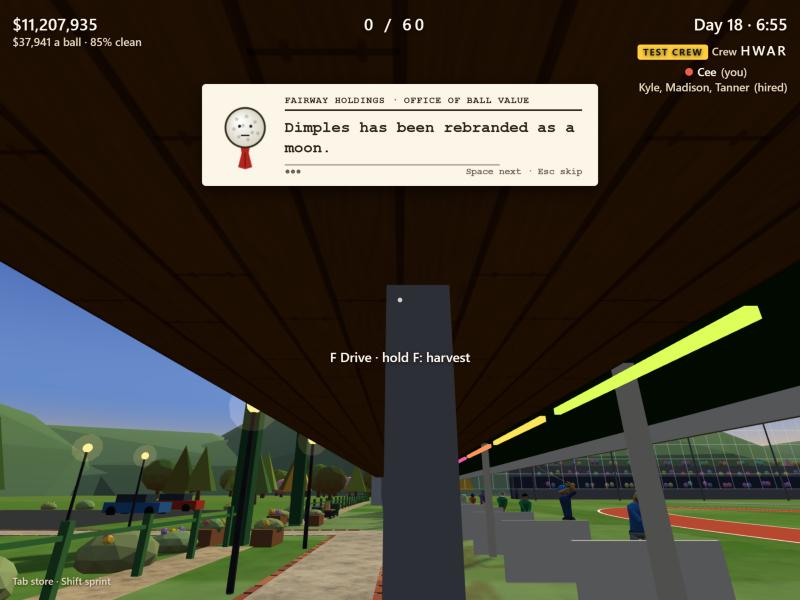 $11,207,935
$37,941 a ball · 85% clean
0 / 60
Day 18 · 6:55
TEST CREW Crew HWAR
Cee (you)
Kyle, Madison, Tanner (hired)
FAIRWAY HOLDINGS · OFFICE OF BALL VALUE
Dimples has been rebranded as a
moon.
Space next · Esc skip
F Drive · hold F: harvest
Tab store · Shift sprint